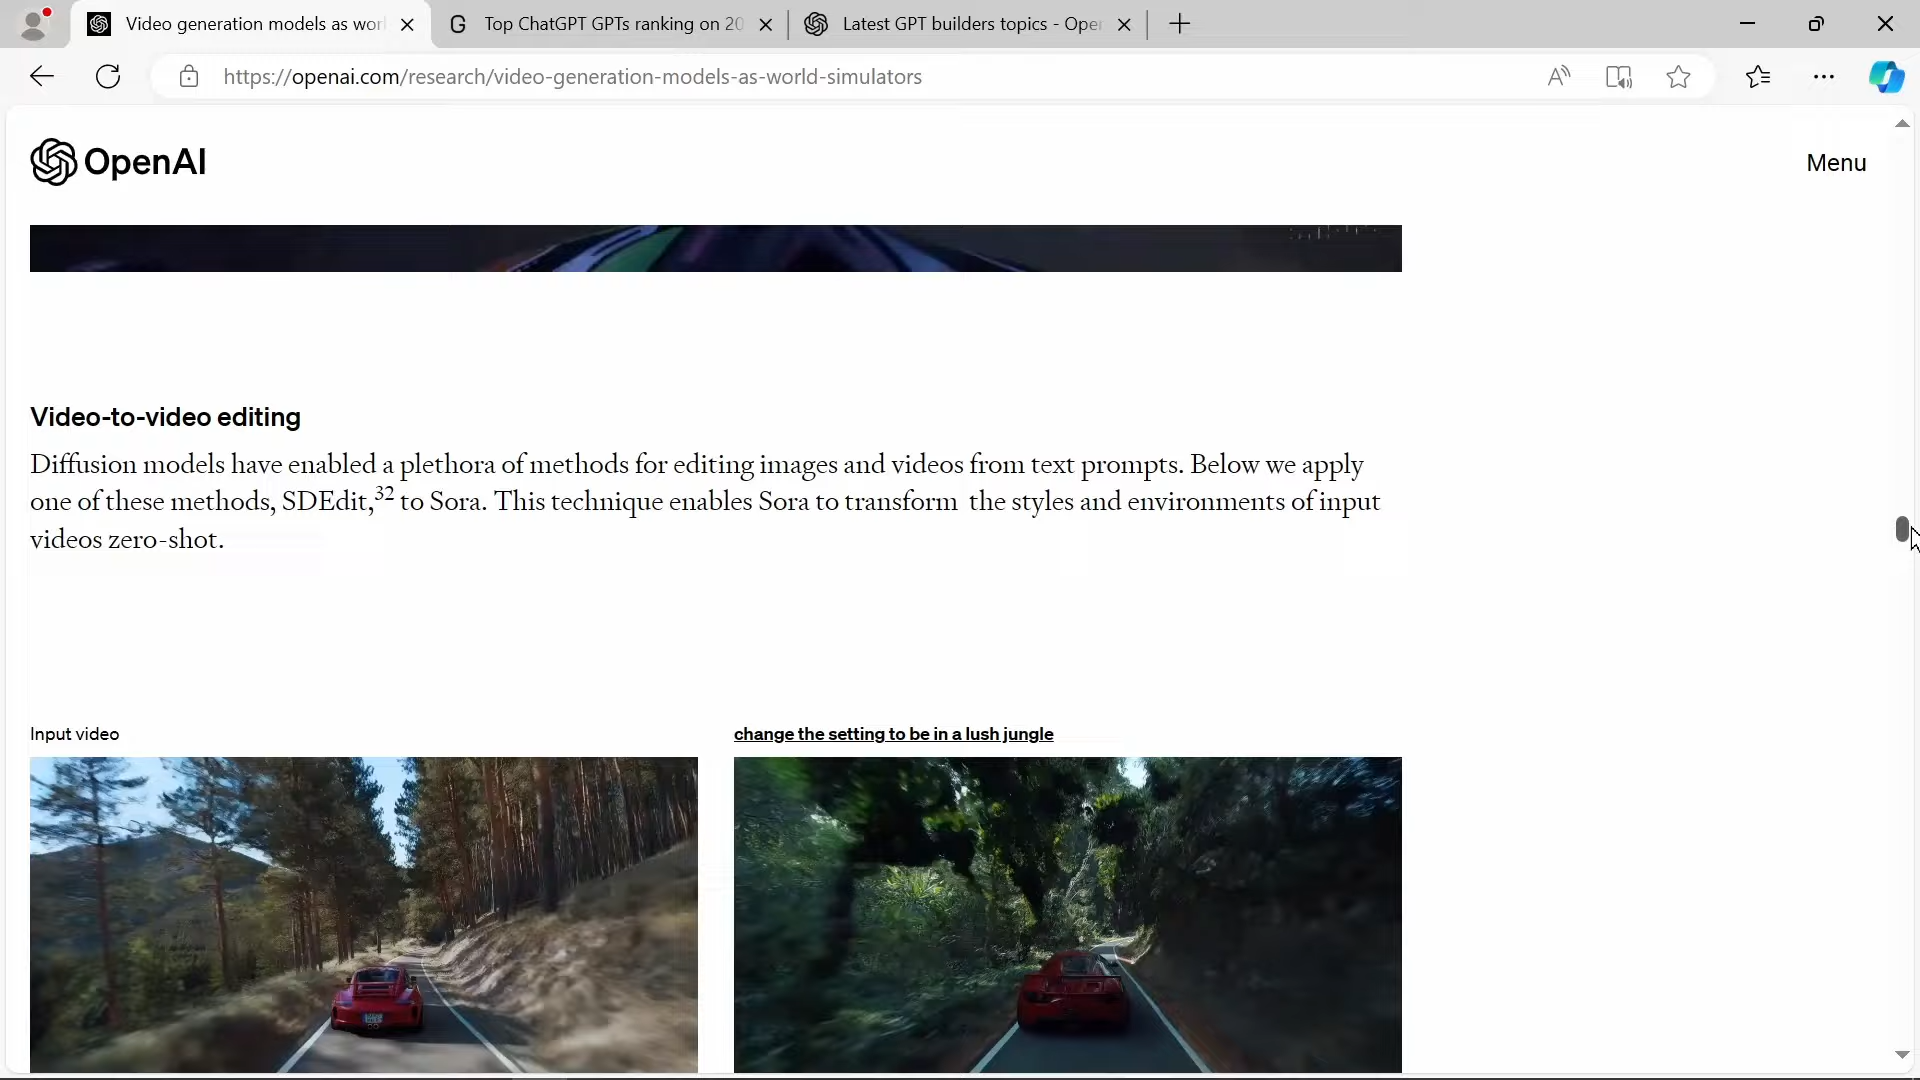 Video generation models as worl
Top ChatGPT GPTs ranking on 20
Latest GPT builders topics - Ope
https://openai.com/research/video-generation-models-as-world-simulators
OpenAI
Menu
Video-to-video editing
Diffusion models have enabled a plethora of methods for editing images and videos from text prompts. Below we apply
one of these methods, SDEdit,32 to Sora. This technique enables Sora to transform the styles and environments of input
videos zero-shot.
Input video
change the setting to be in a lush jungle